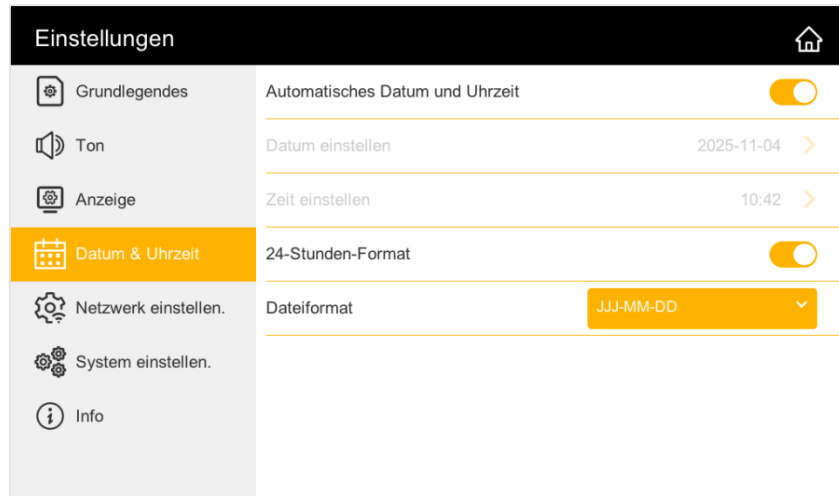 Einstellungen
Grundlegendes
Ton
Anzeige
Datum & Uhrzeit
Netzwerk einstellen.
System einstellen.
Info
Automatisches Datum und Uhrzeit
Datum einstellen 2025-11-04
Zeit einstellen 10:42
24-Stunden-Format
Dateiformat JJJ-MM-DD